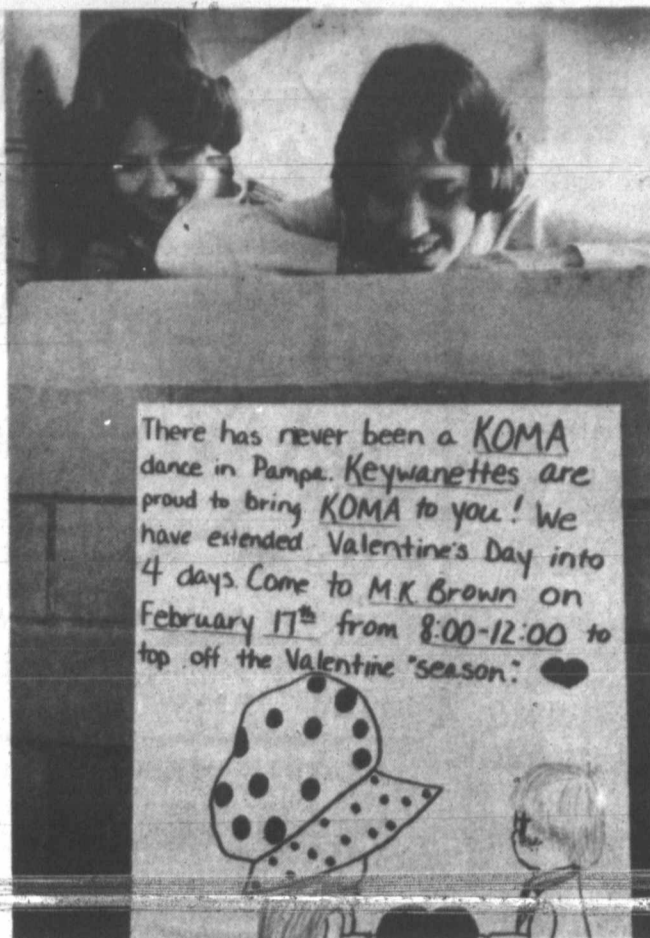 There has never been a KOMA
dance in Pampa. Keywanettes are
proud to bring KOMA to you! We
have extended Valentine's Day into
4 days. Come to M.K. Brown on
February 17th from 8:00-12:00 to
top off the Valentine "season".